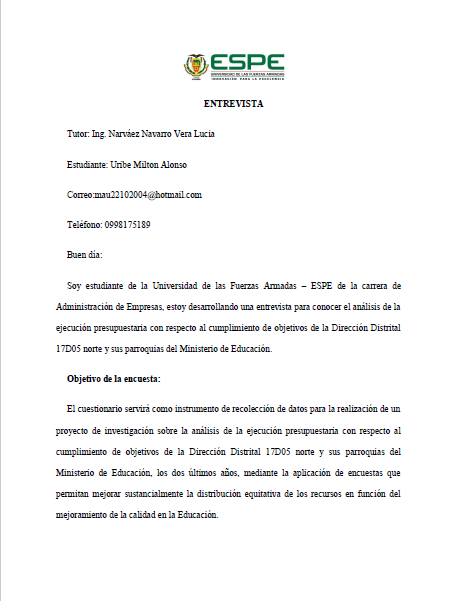 ESPE
UNIVERSIDAD DE LAS FUERZAS ARMADAS
INNOVACIÓN PARA LA EXCELENCIA
ENTREVISTA
Tutor: Ing. Narváez Navarro Vera Lucía
Estudiante: Uribe Milton Alonso
Correo:mau22102004@hotmail.com
Teléfono: 0998175189
Buen día:
Soy estudiante de la Universidad de las Fuerzas Armadas – ESPE de la carrera de
Administración de Empresas, estoy desarrollando una entrevista para conocer el análisis de la
ejecución presupuestaria con respecto al cumplimiento de objetivos de la Dirección Distrital
17D05 norte y sus parroquias del Ministerio de Educación.
Objetivo de la encuesta:
El cuestionario servirá como instrumento de recolección de datos para la realización de un
proyecto de investigación sobre la análisis de la ejecución presupuestaria con respecto al
cumplimiento de objetivos de la Dirección Distrital 17D05 norte y sus parroquias del
Ministerio de Educación, los dos últimos años, mediante la aplicación de encuestas que
permitan mejorar sustancialmente la distribución equitativa de los recursos en función del
mejoramiento de la calidad en la Educación.